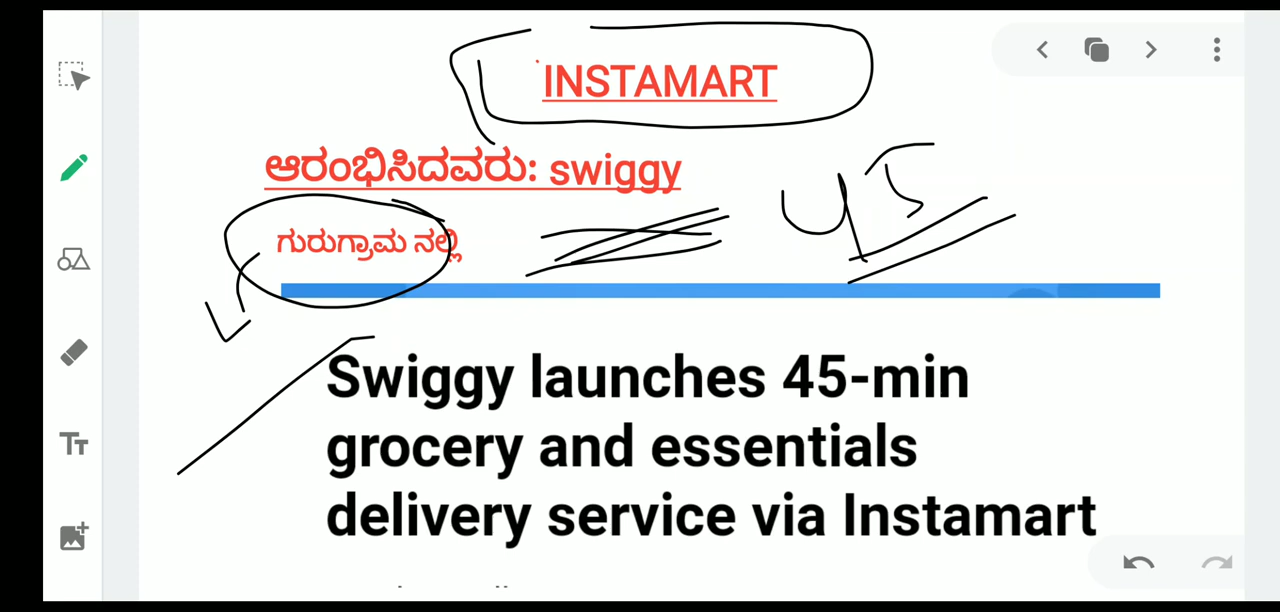 INSTAMART
ಆರಂಭಿಸಿದವರು: swiggy
45
ಗುರುಗ್ರಾಮ ನಲ್ಲಿ
Swiggy launches 45-min
grocery and essentials
delivery service via Instamart